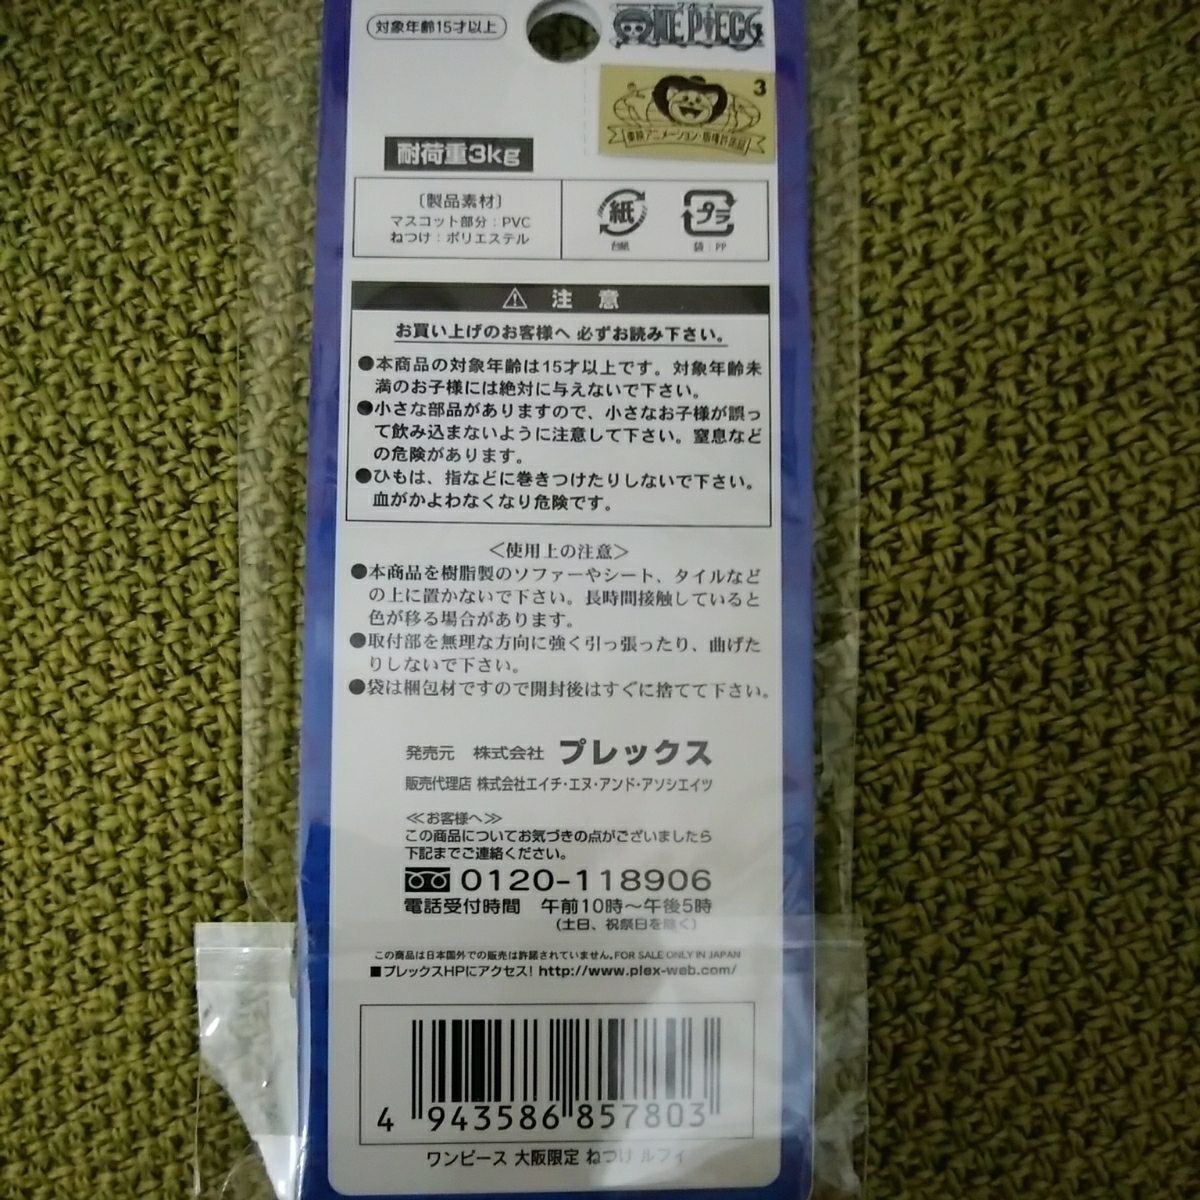 対象年齢15才以上
ONE PIECE
3
東映アニメーション・版権許諾証
耐荷重3kg
〔製品素材〕
マスコット部分：PVC
ねつけ：ポリエステル
紙
台紙
プラ
袋：PP
注 意
お買い上げのお客様へ 必ずお読み下さい。
●本商品の対象年齢は15才以上です。対象年齢未
満のお子様には絶対に与えないで下さい。
●小さな部品がありますので、小さなお子様が誤っ
て飲み込まないように注意して下さい。窒息など
の危険があります。
●ひもは、指などに巻きつけたりしないで下さい。
血がかよわなくなり危険です。
＜使用上の注意＞
●本商品を樹脂製のソファーやシート、タイルなど
の上に置かないで下さい。長時間接触していると
色が移る場合があります。
●取付部を無理な方向に強く引っ張ったり、曲げた
りしないで下さい。
●袋は梱包材ですので開封後はすぐに捨てて下さい。
発売元 株式会社 プレックス
販売代理店 株式会社エイチ・エヌ・アンド・アソシエイツ
≪お客様へ≫
この商品についてお気づきの点がございましたら
下記までご連絡ください。
0120-118906
電話受付時間 午前10時～午後5時
(土日、祝祭日を除く)
この商品は日本国外での販売は許諾されていません。FOR SALE ONLY IN JAPAN
■プレックスHPにアクセス! http://www.plex-web.com/
4 943586 857803
ワンピース 大阪限定 ねつけ ルフィ